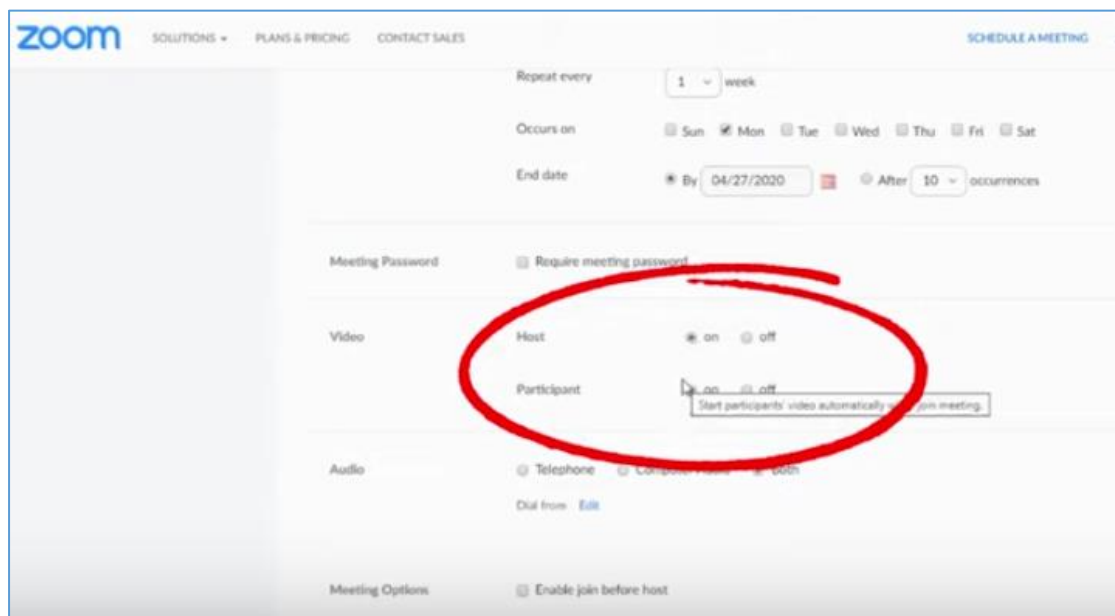 zoom SOLUTIONS PLANS & PRICING CONTACT SALES SCHEDULE A MEETING
Repeat every 1 week
Occurs on Sun Mon Tue Wed Thu Fri Sat
End date By 04/27/2020 After 10 occurrences
Meeting Password Require meeting password
Video Host on off
Participant on off
Start participants' video automatically join meeting.
Audio Telephone Computer Audio both
Dial from Edit
Meeting Options Enable join before host